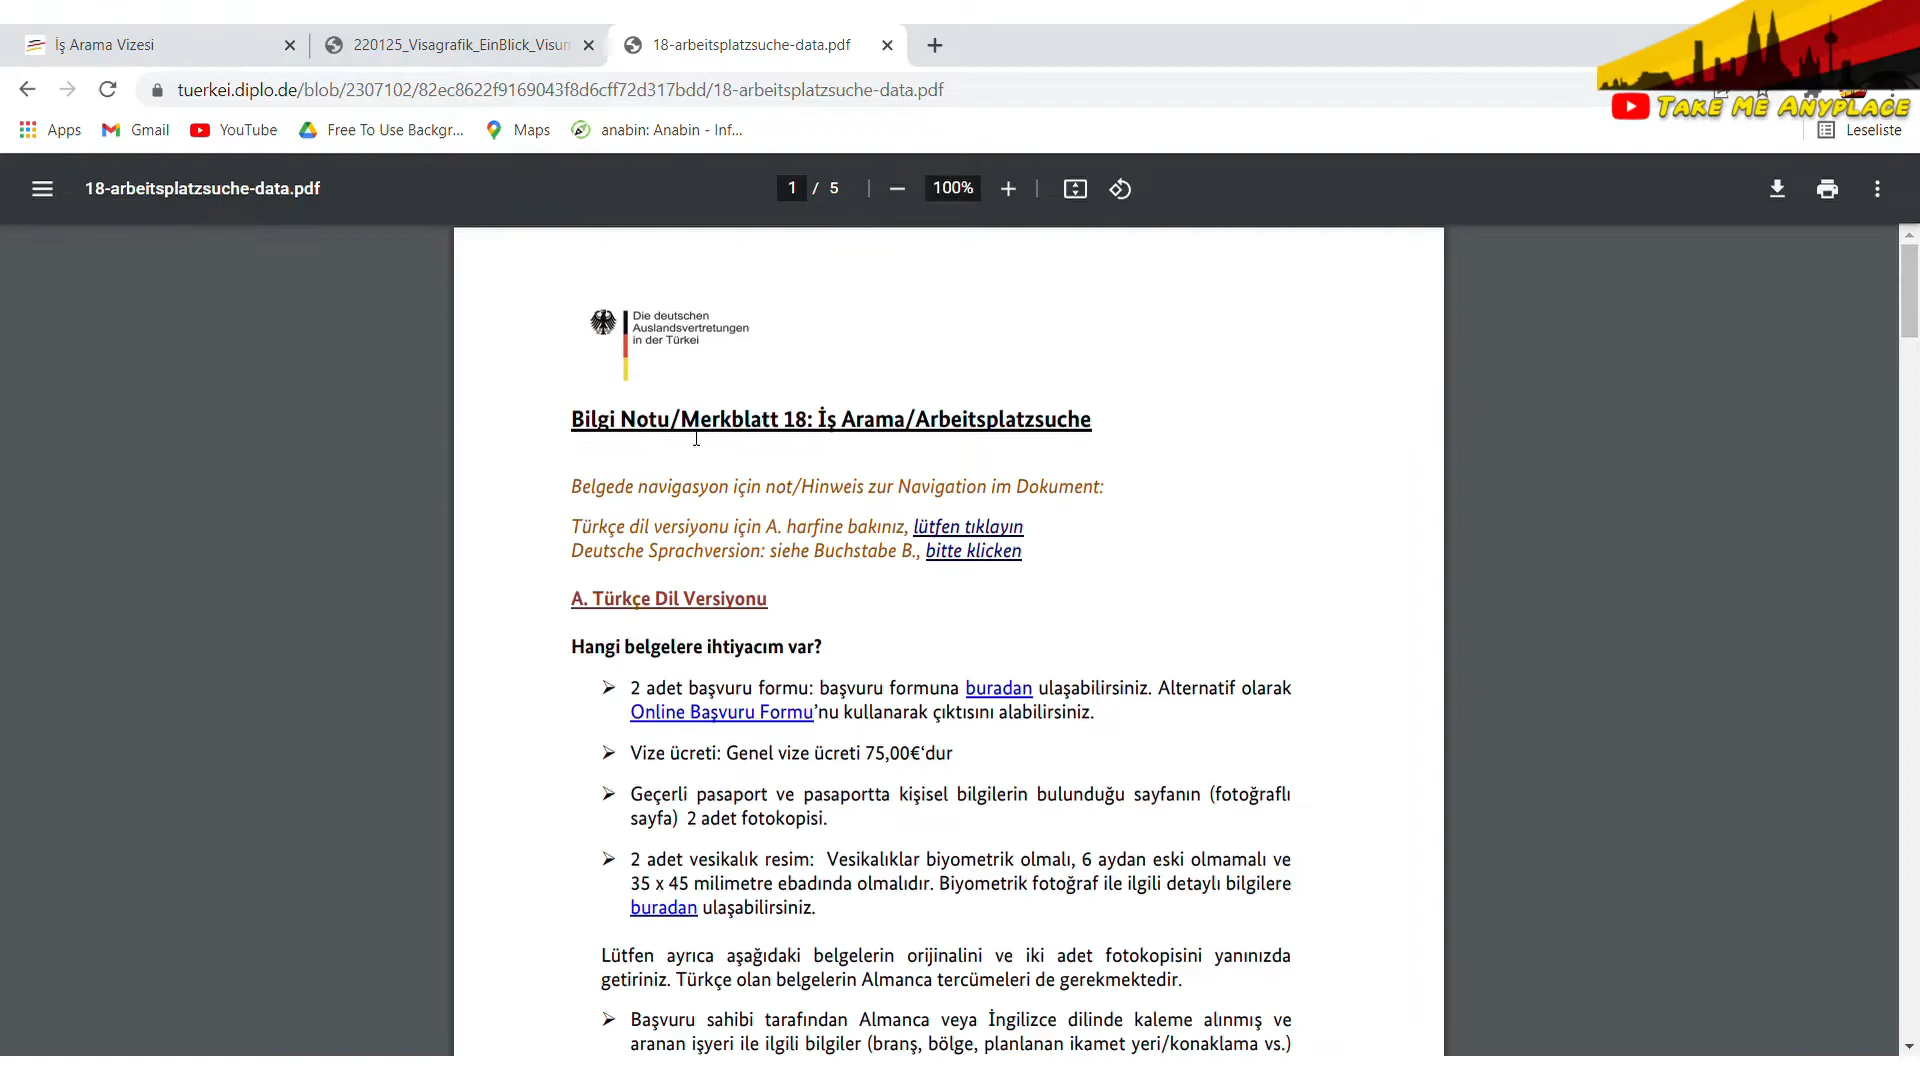 İş Arama Vizesi
220125_Visagrafik_EinBlick_Visum
18-arbeitsplatzsuche-data.pdf
tuerkei.diplo.de/blob/2307102/82ec8622f9169043f8d6cff72d317bdd/18-arbeitsplatzsuche-data.pdf
TAKE ME ANYPLACE
Apps Gmail YouTube Free To Use Backgr... Maps anabin: Anabin - Inf... Leseliste
18-arbeitsplatzsuche-data.pdf 1 / 5 100%
Die deutschen
Auslandsvertretungen
in der Türkei
Bilgi Notu/Merkblatt 18: İş Arama/Arbeitsplatzsuche
Belgede navigasyon için not/Hinweis zur Navigation im Dokument:
Türkçe dil versiyonu için A. harfine bakınız, lütfen tıklayın
Deutsche Sprachversion: siehe Buchstabe B., bitte klicken
A. Türkçe Dil Versiyonu
Hangi belgelere ihtiyacım var?
➢ 2 adet başvuru formu: başvuru formuna buradan ulaşabilirsiniz. Alternatif olarak
Online Başvuru Formu’nu kullanarak çıktısını alabilirsiniz.
➢ Vize ücreti: Genel vize ücreti 75,00€‘dur
➢ Geçerli pasaport ve pasaportta kişisel bilgilerin bulunduğu sayfanın (fotoğraflı
sayfa) 2 adet fotokopisi.
➢ 2 adet vesikalık resim: Vesikalıklar biyometrik olmalı, 6 aydan eski olmamalı ve
35 x 45 milimetre ebadında olmalıdır. Biyometrik fotoğraf ile ilgili detaylı bilgilere
buradan ulaşabilirsiniz.
Lütfen ayrıca aşağıdaki belgelerin orijinalini ve iki adet fotokopisini yanınızda
getiriniz. Türkçe olan belgelerin Almanca tercümeleri de gerekmektedir.
➢ Başvuru sahibi tarafından Almanca veya İngilizce dilinde kaleme alınmış ve
aranan işyeri ile ilgili bilgiler (branş, bölge, planlanan ikamet yeri/konaklama vs.)